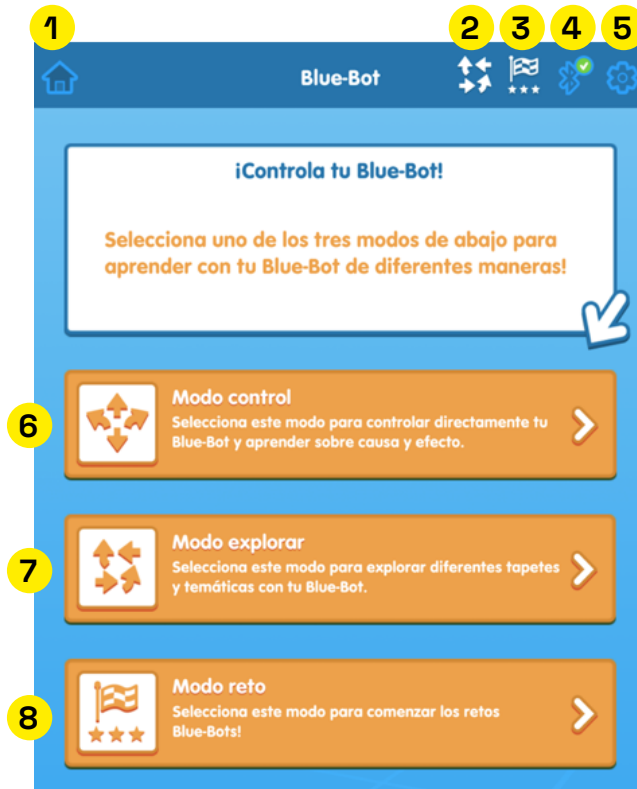 1 2 3 4 5
Blue-Bot
¡Controla tu Blue-Bot!
Selecciona uno de los tres modos de abajo para
aprender con tu Blue-Bot de diferentes maneras!
6
Modo control
Selecciona este modo para controlar directamente tu
Blue-Bot y aprender sobre causa y efecto.
7
Modo explorar
Selecciona este modo para explorar diferentes tapetes
y temáticas con tu Blue-Bot.
8
Modo reto
Selecciona este modo para comenzar los retos
Blue-Bots!